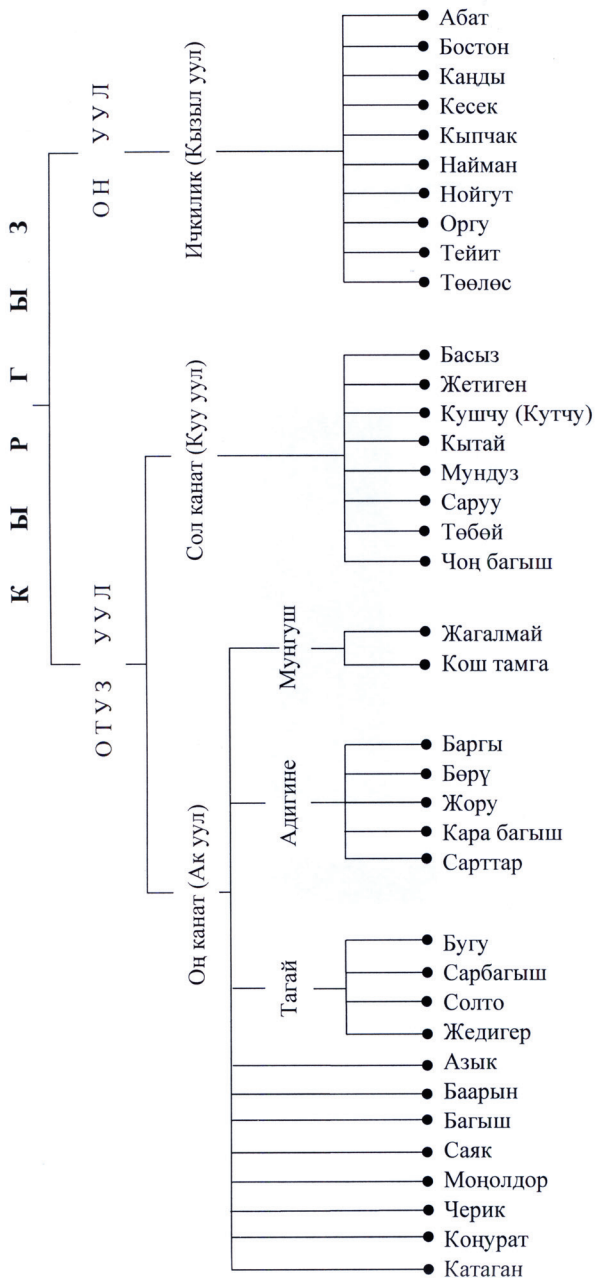 КЫРГЫЗ
ОН УУЛ
Ичкилик (Кызыл уул)
Абат
Бостон
Каңды
Кесек
Кыпчак
Найман
Нойгут
Оргу
Тейит
Төөлөс
ОТУЗ УУЛ
Сол канат (Куу уул)
Басыз
Жетиген
Кушчу (Кутчу)
Кытай
Мундуз
Саруу
Төбөй
Чоң багыш
Оң канат (Ак уул)
Муңгуш
Жагалмай
Кош тамга
Адигине
Баргы
Бөрү
Жору
Кара багыш
Сарттар
Тагай
Бугу
Сарбагыш
Солто
Жедигер
Азык
Баарын
Багыш
Саяк
Моңолдор
Черик
Коңурат
Катаган